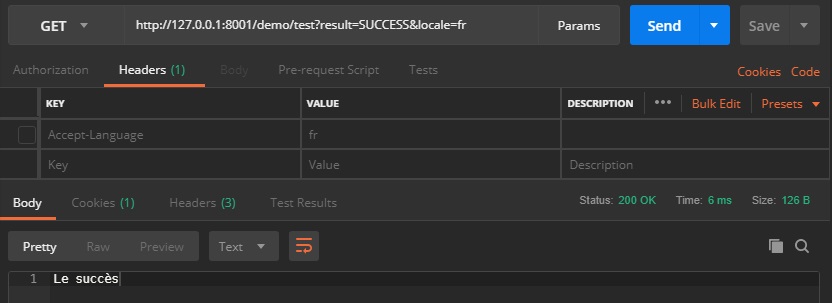 GET http://127.0.0.1:8001/demo/test?result=SUCCESS&locale=fr Params Send Save
Authorization Headers (1) Body Pre-request Script Tests Cookies Code
KEY VALUE DESCRIPTION ••• Bulk Edit Presets
Accept-Language fr
Key Value Description
Body Cookies (1) Headers (3) Test Results Status: 200 OK Time: 6 ms Size: 126 B
Pretty Raw Preview Text
1 Le succès